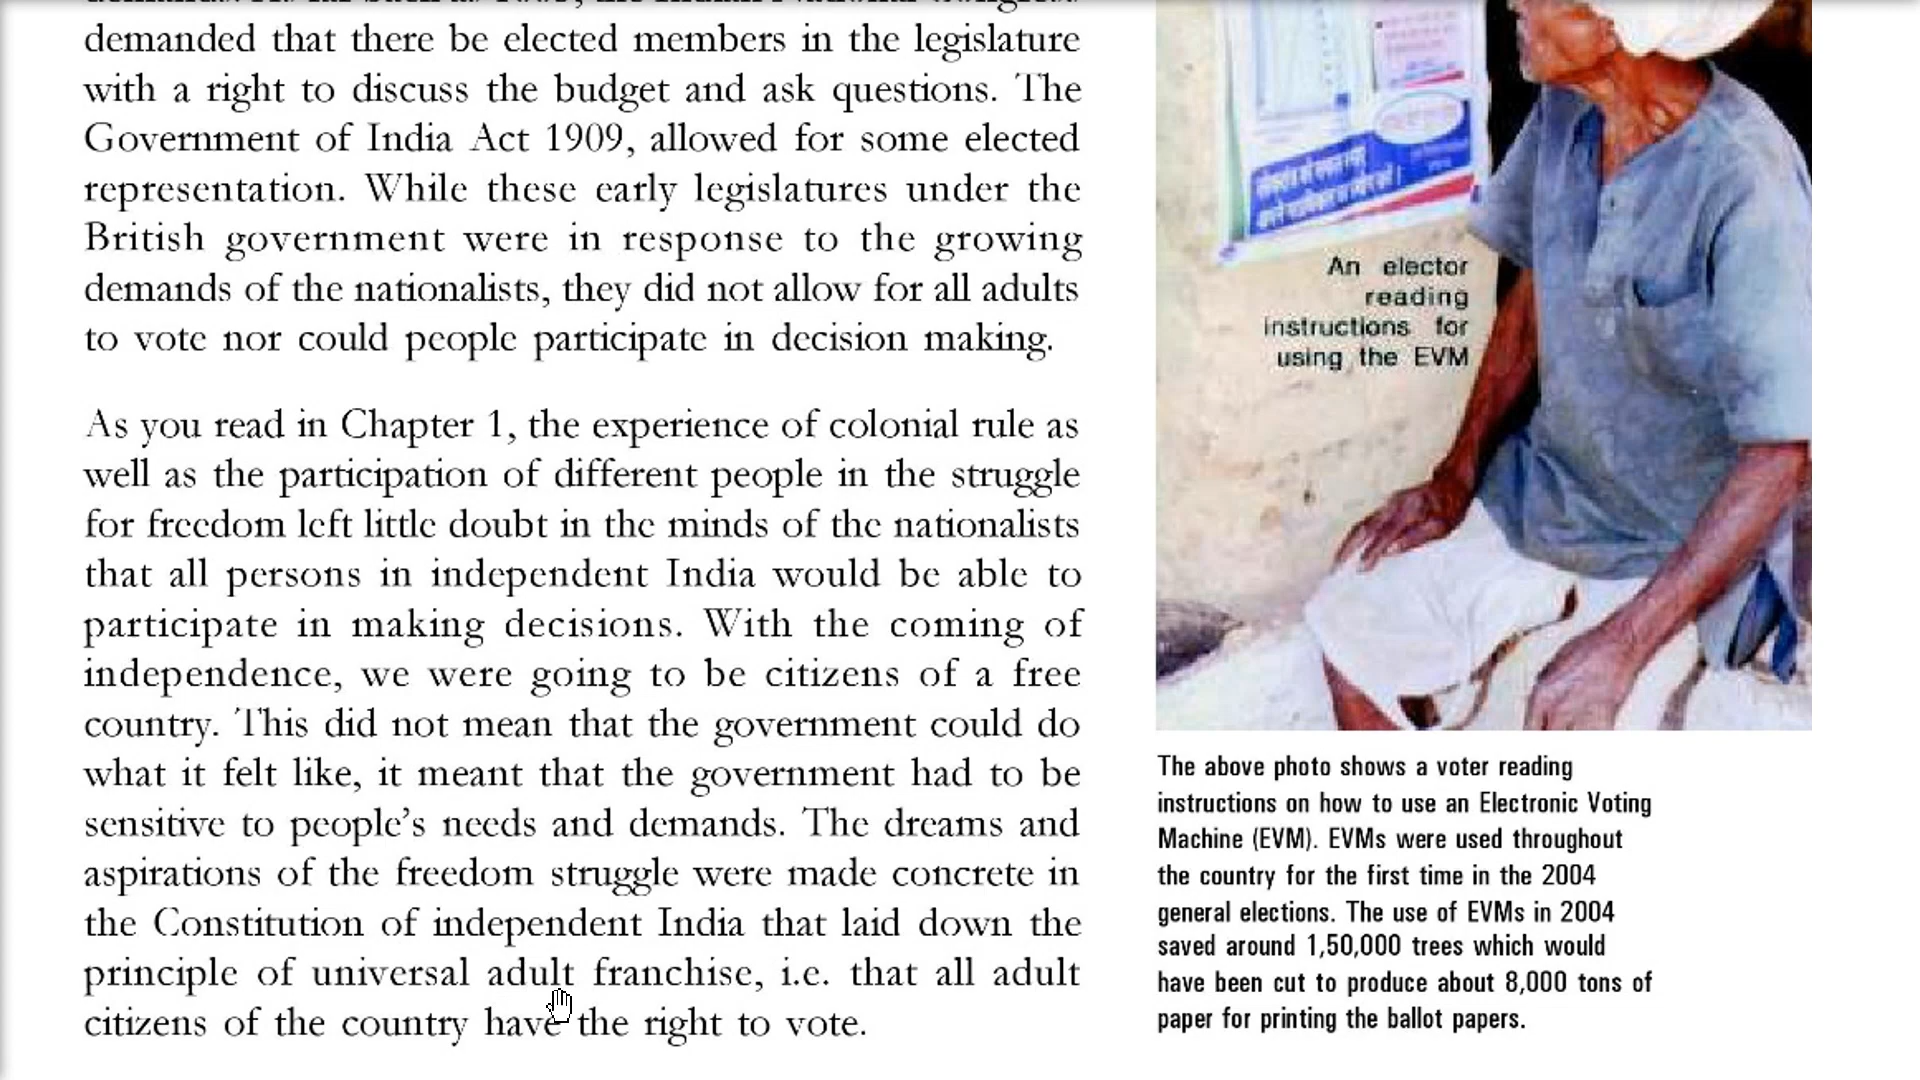 demanded that there be elected members in the legislature
with a right to discuss the budget and ask questions. The
Government of India Act 1909, allowed for some elected
representation. While these early legislatures under the
British government were in response to the growing
demands of the nationalists, they did not allow for all adults
to vote nor could people participate in decision making.
As you read in Chapter 1, the experience of colonial rule as
well as the participation of different people in the struggle
for freedom left little doubt in the minds of the nationalists
that all persons in independent India would be able to
participate in making decisions. With the coming of
independence, we were going to be citizens of a free
country. This did not mean that the government could do
what it felt like, it meant that the government had to be
sensitive to people's needs and demands. The dreams and
aspirations of the freedom struggle were made concrete in
the Constitution of independent India that laid down the
principle of universal adult franchise, i.e. that all adult
citizens of the country have the right to vote.
An elector
reading
instructions for
using the EVM
The above photo shows a voter reading
instructions on how to use an Electronic Voting
Machine (EVM). EVMs were used throughout
the country for the first time in the 2004
general elections. The use of EVMs in 2004
saved around 1,50,000 trees which would
have been cut to produce about 8,000 tons of
paper for printing the ballot papers.